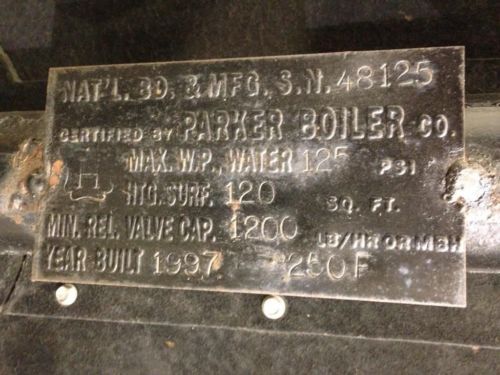 NAT'L. BD. & MFG. S.N. 48125
CERTIFIED BY PARKER BOILER CO.
MAX. W.P., WATER 125 PSI
H
HTG. SURF. 120 SQ. FT.
MIN. REL. VALVE CAP. 1200 LB/HR OR MBH
YEAR BUILT 1997 250 F